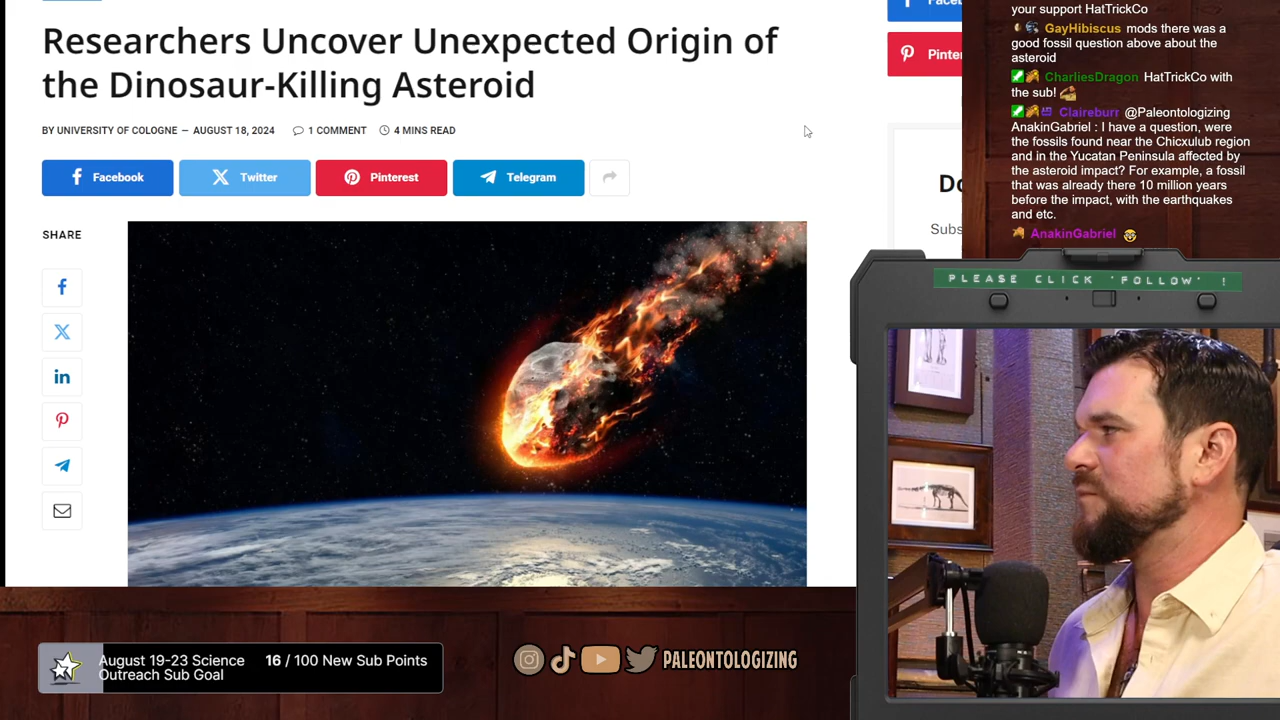 Researchers Uncover Unexpected Origin of
the Dinosaur-Killing Asteroid
BY UNIVERSITY OF COLOGNE — AUGUST 18, 2024 1 COMMENT 4 MINS READ
Facebook Twitter Pinterest Telegram
SHARE
in
your support HatTrickCo
GayHibiscus mods there was a
good fossil question above about the
asteroid
CharliesDragon HatTrickCo with
the sub!
Claireburr @Paleontologizing
AnakinGabriel : I have a question, were
the fossils found near the Chicxulub region
and in the Yucatan Peninsula affected by
the asteroid impact? For example, a fossil
that was already there 10 million years
before the impact, with the earthquakes
and etc.
AnakinGabriel
PLEASE CLICK 'FOLLOW' !
August 19-23 Science 16 / 100 New Sub Points
Outreach Sub Goal
PALEONTOLOGIZING